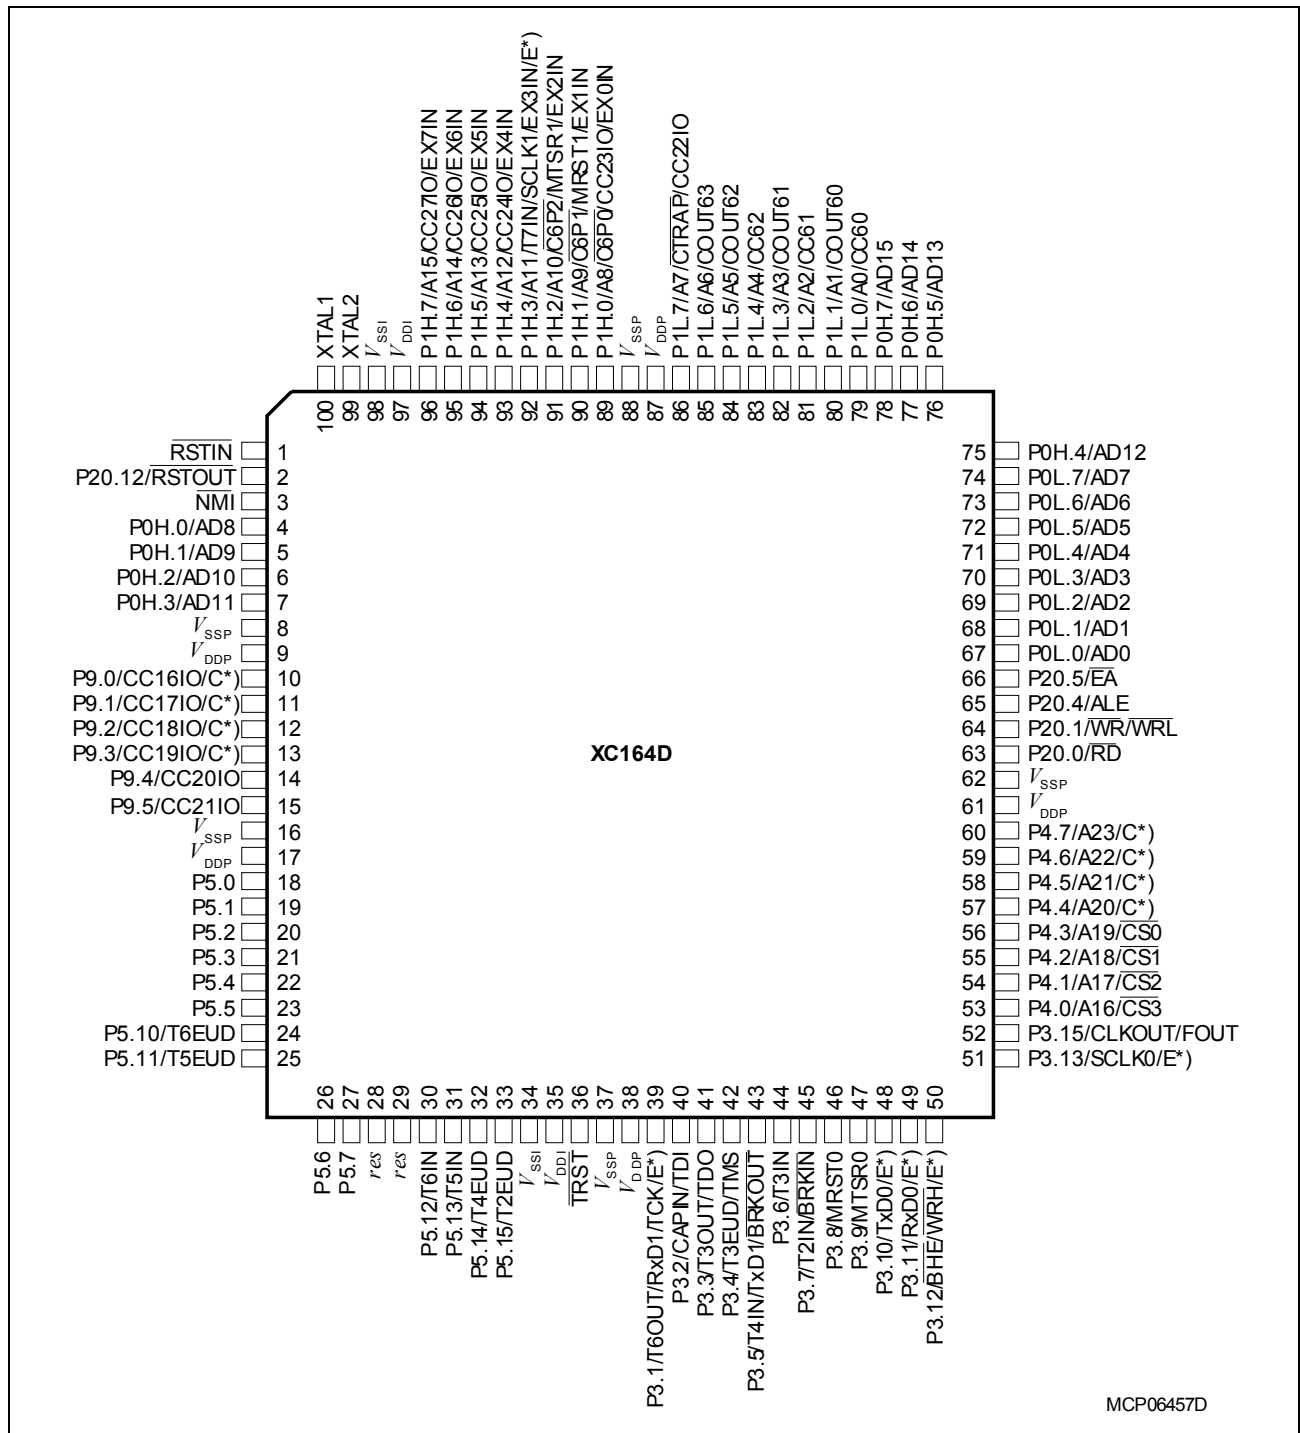 XTAL1
XTAL2
VSSI
VDDI
P1H.7/A15/CC27IO/EX7IN
P1H.6/A14/CC26IO/EX6IN
P1H.5/A13/CC25IO/EX5IN
P1H.4/A12/CC24IO/EX4IN
P1H.3/A11/T7IN/SCLK1/EX3IN/E*)
P1H.2/A10/C6P2/MTSR1/EX2IN
P1H.1/A9/C6P1/MRST1/EX1IN
P1H.0/A8/C6P0/CC23IO/EX0IN
VSSP
VDDP
P1L.7/A7/CTRAP/CC22IO
P1L.6/A6/COUT63
P1L.5/A5/COUT62
P1L.4/A4/CC62
P1L.3/A3/COUT61
P1L.2/A2/CC61
P1L.1/A1/COUT60
P1L.0/A0/CC60
P0H.7/AD15
P0H.6/AD14
P0H.5/AD13
100 99 98 97 96 95 94 93 92 91 90 89 88 87 86 85 84 83 82 81 80 79 78 77 76
RSTIN 1
P20.12/RSTOUT 2
NMI 3
P0H.0/AD8 4
P0H.1/AD9 5
P0H.2/AD10 6
P0H.3/AD11 7
VSSP 8
VDDP 9
P9.0/CC16IO/C*) 10
P9.1/CC17IO/C*) 11
P9.2/CC18IO/C*) 12
P9.3/CC19IO/C*) 13
P9.4/CC20IO 14
P9.5/CC21IO 15
VSSP 16
VDDP 17
P5.0 18
P5.1 19
P5.2 20
P5.3 21
P5.4 22
P5.5 23
P5.10/T6EUD 24
P5.11/T5EUD 25
XC164D
75 P0H.4/AD12
74 P0L.7/AD7
73 P0L.6/AD6
72 P0L.5/AD5
71 P0L.4/AD4
70 P0L.3/AD3
69 P0L.2/AD2
68 P0L.1/AD1
67 P0L.0/AD0
66 P20.5/EA
65 P20.4/ALE
64 P20.1/WR/WRL
63 P20.0/RD
62 VSSP
61 VDDP
60 P4.7/A23/C*)
59 P4.6/A22/C*)
58 P4.5/A21/C*)
57 P4.4/A20/C*)
56 P4.3/A19/CS0
55 P4.2/A18/CS1
54 P4.1/A17/CS2
53 P4.0/A16/CS3
52 P3.15/CLKOUT/FOUT
51 P3.13/SCLK0/E*)
26 27 28 29 30 31 32 33 34 35 36 37 38 39 40 41 42 43 44 45 46 47 48 49 50
P5.6
P5.7
res
res
P5.12/T6IN
P5.13/T5IN
P5.14/T4EUD
P5.15/T2EUD
VSSI
VDDI
TRST
VSSP
VDDP
P3.1/T6OUT/RxD1/TCK/E*)
P3.2/CAPIN/TDI
P3.3/T3OUT/TDO
P3.4/T3EUD/TMS
P3.5/T4IN/TxD1/BRKOUT
P3.6/T3IN
P3.7/T2IN/BRKIN
P3.8/MRST0
P3.9/MTSR0
P3.10/TxD0/E*)
P3.11/RxD0/E*)
P3.12/BHE/WRH/E*)
MCP06457D